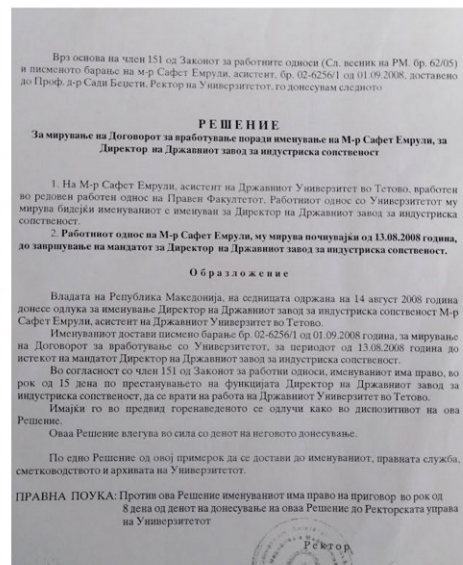 Врз основа на член 151 од Законот за работните односи (Сл. весник на РМ. бр. 62/05)
и писменото барање на м-р Сафет Емрули, асистент, бр. 02-6256/1 од 01.09.2008, доставено
до Проф. д-р Сади Беџети, Ректор на Универзитетот, го донесувам следното
Р Е Ш Е Н И Е
За мирување на Договорот за вработување поради именување на М-р Сафет Емрули, за
Директор на Државниот завод за индустриска сопственост
1. На М-р Сафет Емрули, асистент на Државниот Универзитет во Тетово, вработен
во редовен работен однос на Правен Факултетот, Работниот однос со Универзитетот му
мирува бидејќи именуваниот е именуван за Директор на Државниот завод за индустриска
сопственост.
2. Работниот однос на М-р Сафет Емрули, му мирува почнувајќи од 13.08.2008 година,
до завршување на мандатот за Директор на Државниот завод за индустриска сопственост.
О б р а з л о ж е н и е
Владата на Република Македонија, на седницата одржана на 14 август 2008 година
донесе одлука за именување Директор на Државниот завод за индустриска сопственост М-р
Сафет Емрули, асистент на Државниот Универзитет во Тетово.
Именуваниот достави писмено барање бр. 02-6256/1 од 01.09.2008 година, за мирување
на Договорот за вработување со Универзитетот, за периодот од 13.08.2008 година до
истекот на мандатот Директор на Државниот завод за индустриска сопственост.
Во согласност со член 151 од Законот за работни односи, именуваниот има право, во
рок од 15 дена по престанувањето на функцијата Директор на Државниот завод за
индустриска сопственост, да се врати на работа на Државниот Универзитет во Тетово.
Имајќи го во предвид горенаведеното се одлучи како во диспозитивот на ова
Решение.
Оваа Решение влегува во сила со денот на неговото донесување.
По едно Решение од овој примерок да се достави до именуваниот, правната служба,
сметководството и архивата на Универзитетот.
ПРАВНА ПОУКА: Против ова Решение именуваниот има право на приговор во рок од
8 дена од денот на донесување на оваа Решение до Ректорската управа
на Универзитетот
Ректор